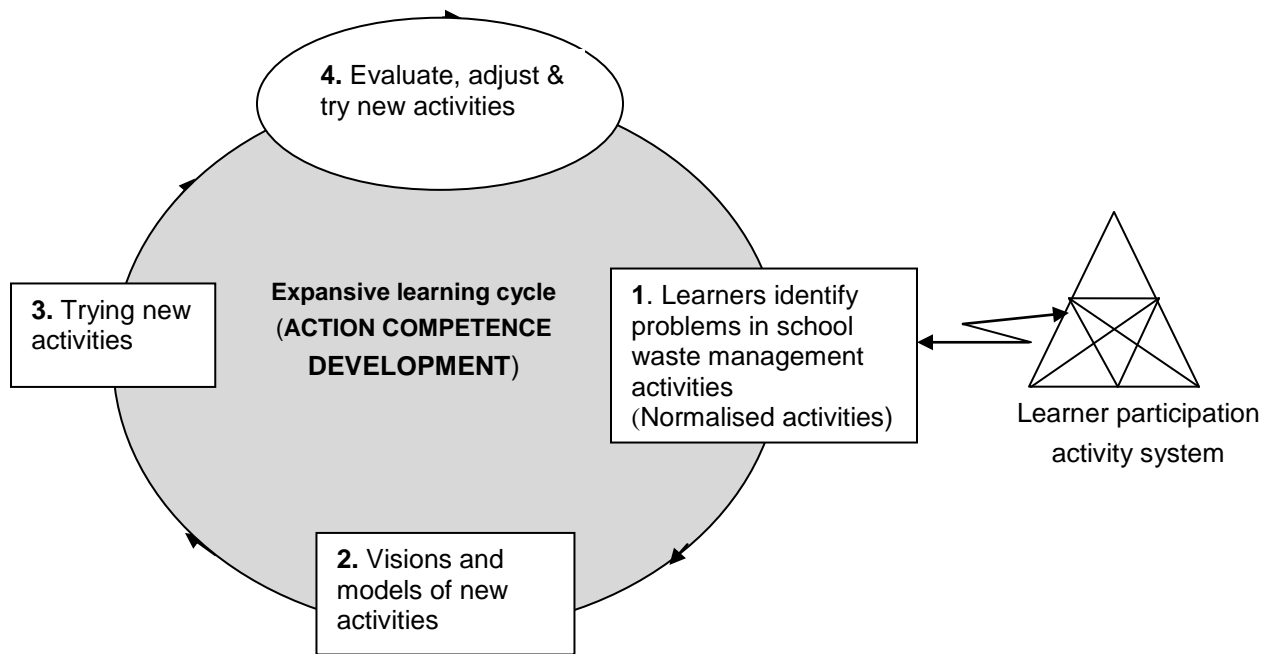 4. Evaluate, adjust &
try new activities
Expansive learning cycle
(ACTION COMPETENCE
DEVELOPMENT)
3. Trying new
activities
1. Learners identify
problems in school
waste management
activities
(Normalised activities)
Learner participation
activity system
2. Visions and
models of new
activities